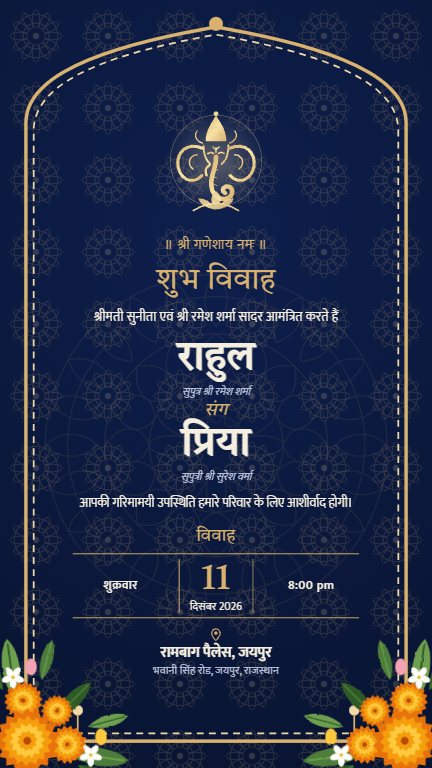 ॥ श्री गणेशाय नमः ॥
शुभ विवाह
श्रीमती सुनीता एवं श्री रमेश शर्मा सादर आमंत्रित करते हैं
राहुल
सुपुत्र श्री रमेश शर्मा
संग
प्रिया
सुपुत्री श्री सुरेश वर्मा
आपकी गरिमामयी उपस्थिति हमारे परिवार के लिए आशीर्वाद होगी।
विवाह
शुक्रवार
11
दिसंबर 2026
8:00 pm
रामबाग पैलेस, जयपुर
भवानी सिंह रोड, जयपुर, राजस्थान